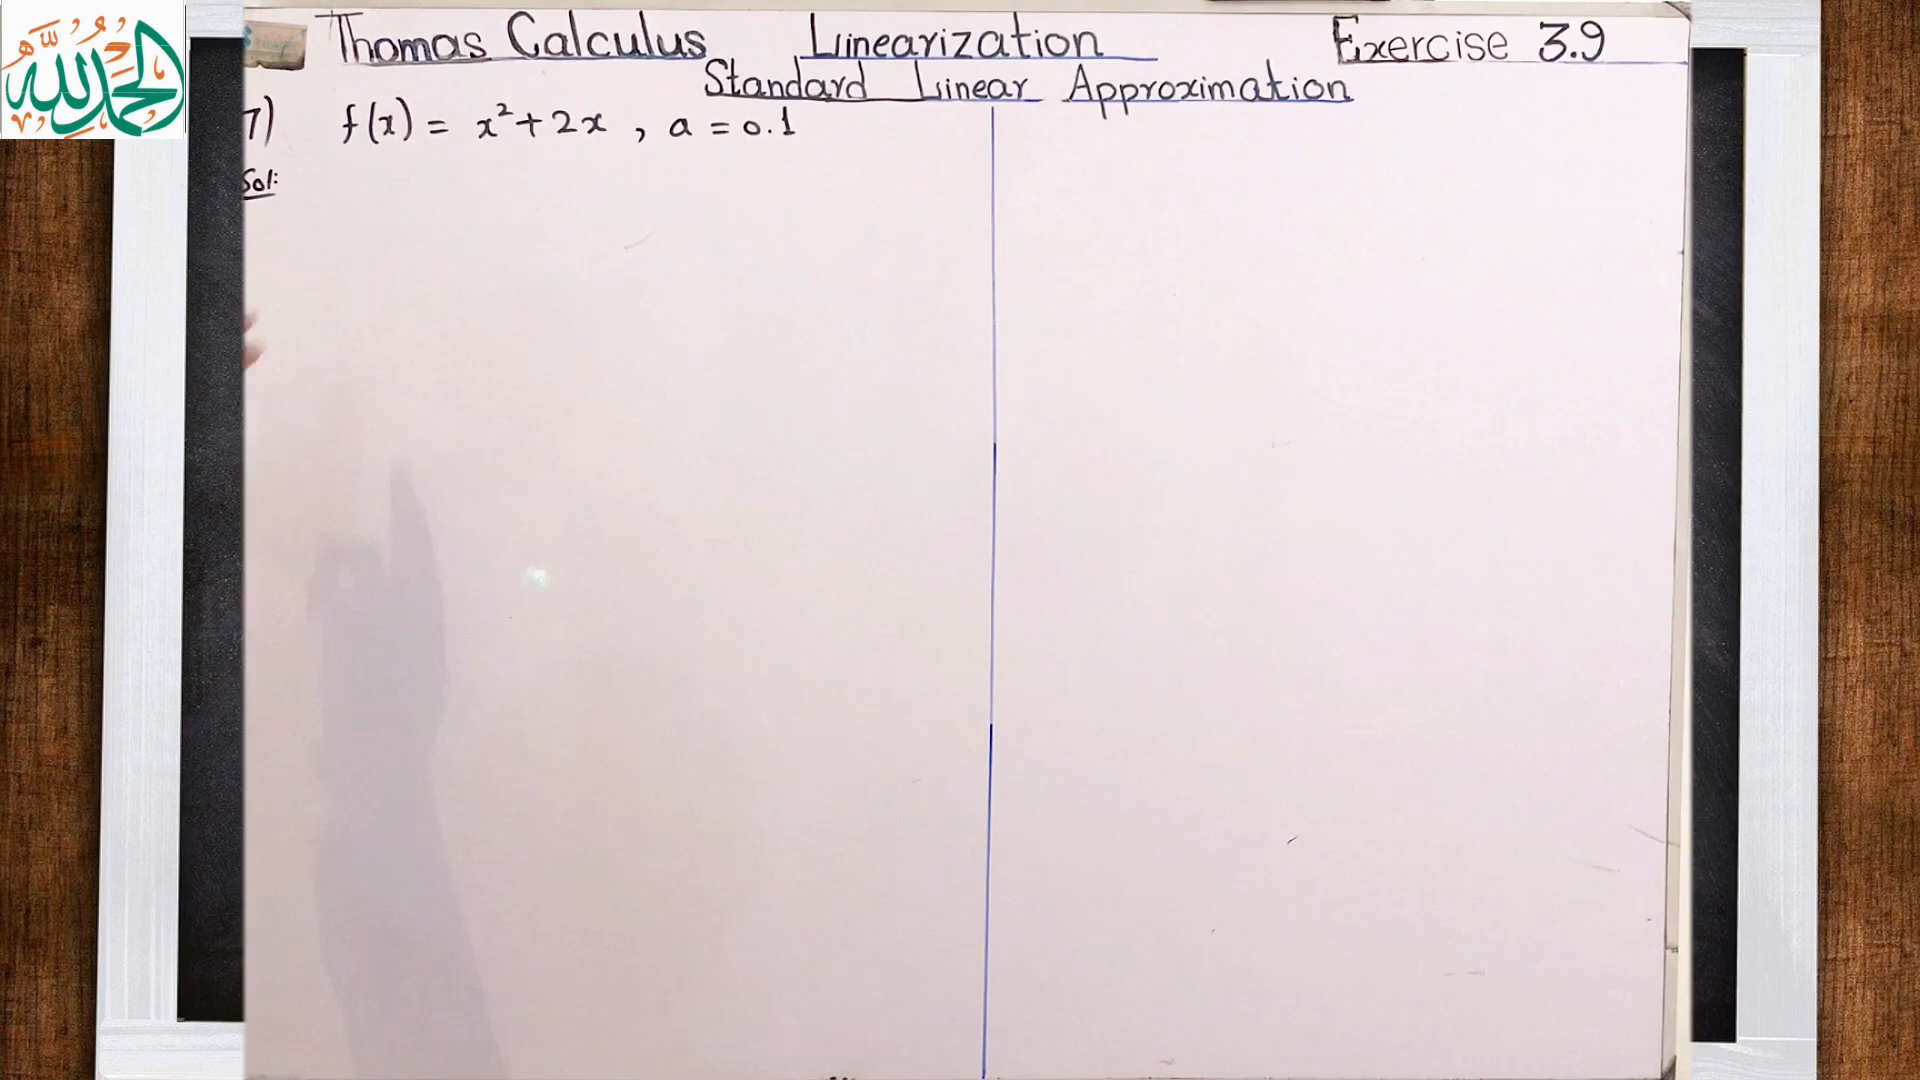 الحمد لله
Thomas Calculus Linearization Exercise 3.9
Standard Linear Approximation
7) f(x) = x²+2x , a = 0.1
Sol: